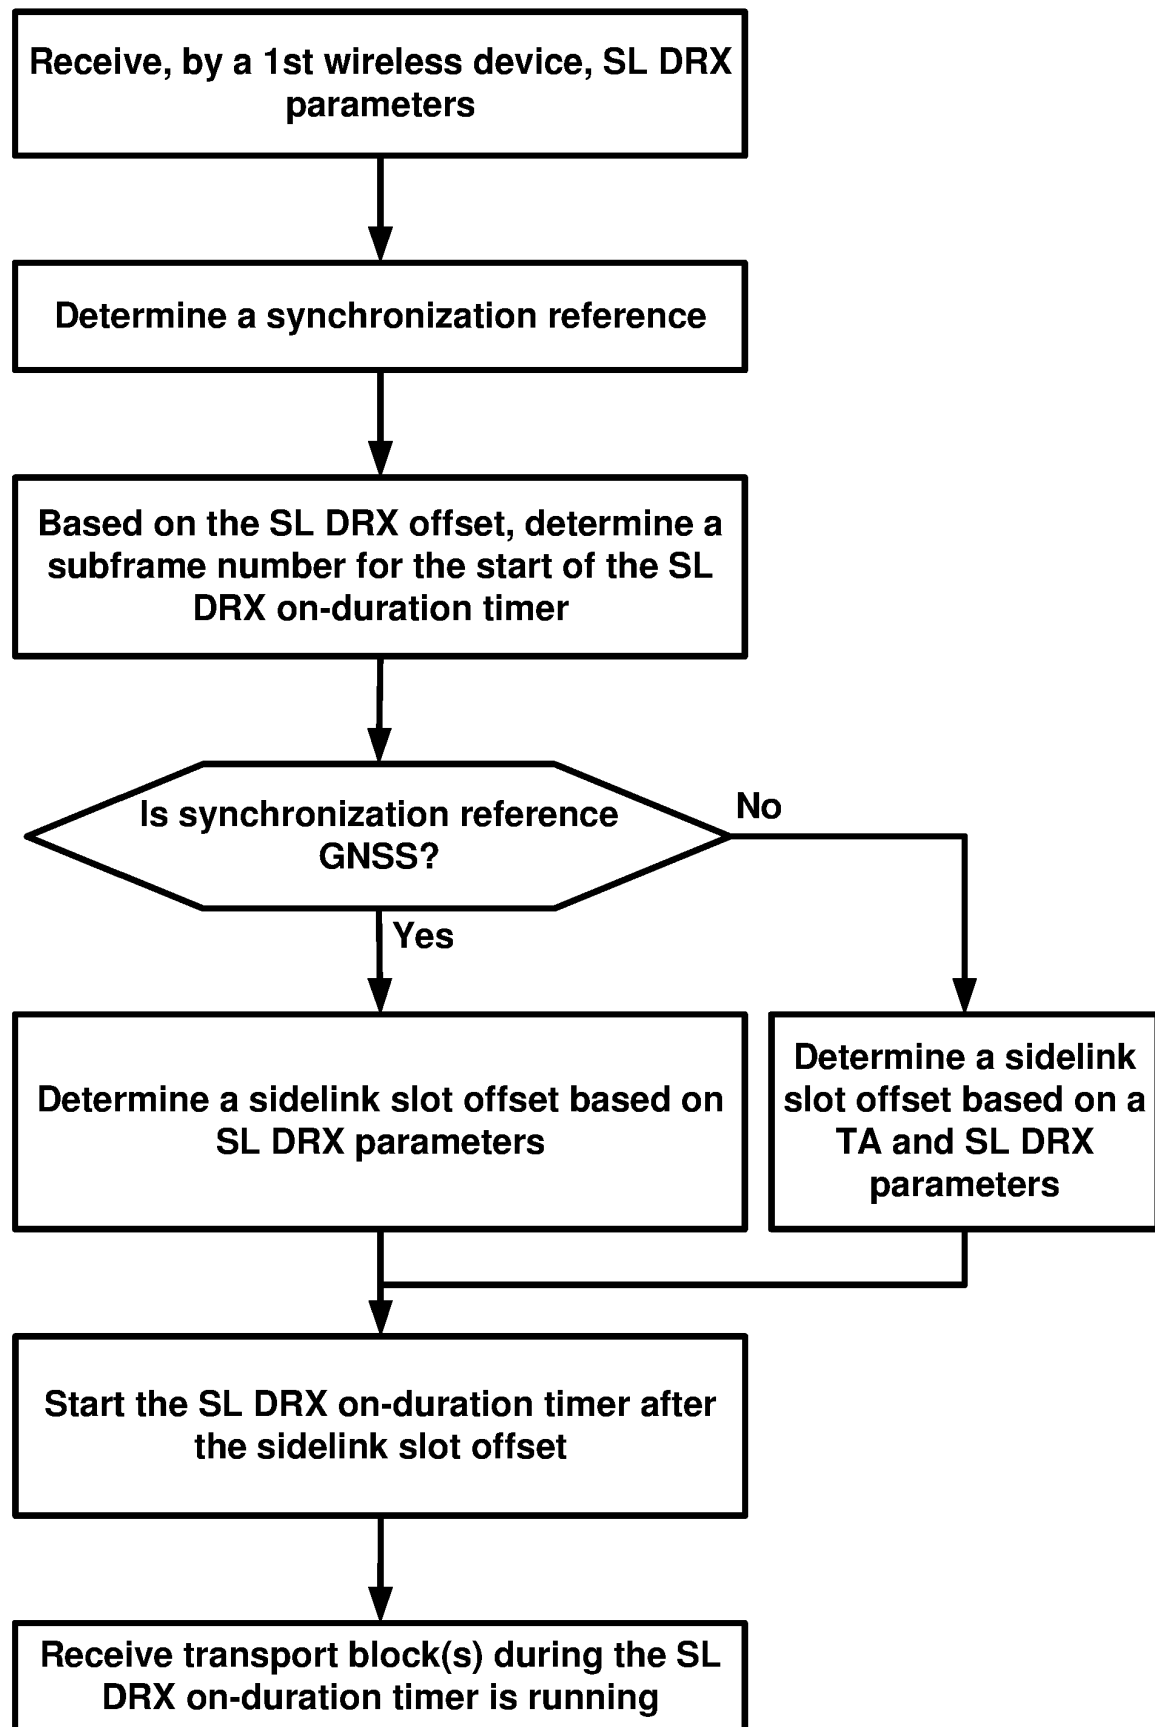 Receive, by a 1st wireless device, SL DRX
parameters
Determine a synchronization reference
Based on the SL DRX offset, determine a
subframe number for the start of the SL
DRX on-duration timer
Is synchronization reference
GNSS?
No
Yes
Determine a sidelink slot offset based on
SL DRX parameters
Determine a sidelink
slot offset based on a
TA and SL DRX
parameters
Start the SL DRX on-duration timer after
the sidelink slot offset
Receive transport block(s) during the SL
DRX on-duration timer is running